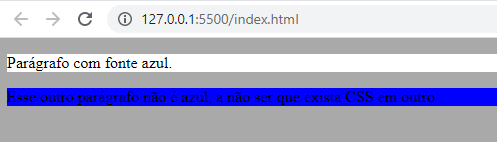 127.0.0.1:5500/index.html
Parágrafo com fonte azul.
Esse outro parágrafo não é azul, a não ser que exista CSS em outro